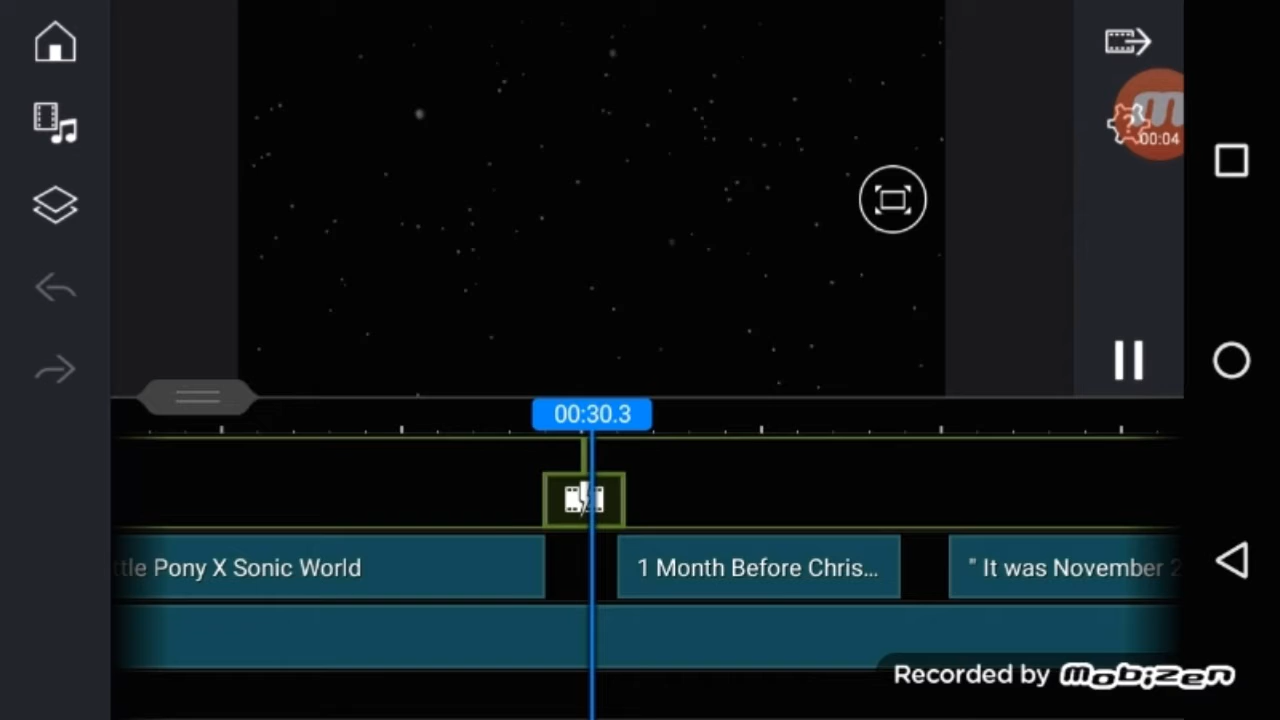 00:04
00:30.3
ttle Pony X Sonic World
1 Month Before Chris...
" It was November 2
Recorded by mobizen